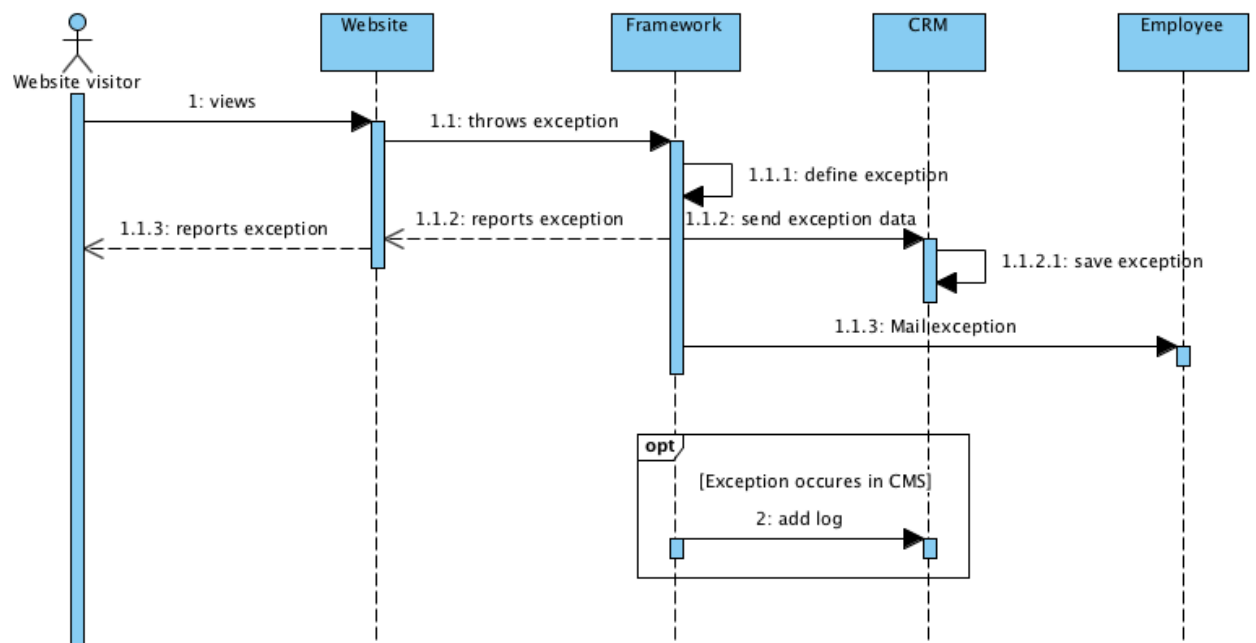 Website
Framework
CRM
Employee
Website visitor
1: views
1.1: throws exception
1.1.1: define exception
1.1.3: reports exception
1.1.2: reports exception
1.1.2: send exception data
1.1.2.1: save exception
1.1.3: Mail exception
opt
[Exception occures in CMS]
2: add log